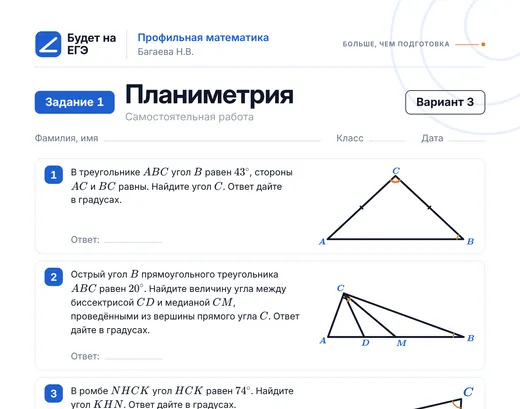 Будет на
ЕГЭ
Профильная математика
Багаева Н.В.
БОЛЬШЕ, ЧЕМ ПОДГОТОВКА
Задание 1
Планиметрия
Самостоятельная работа
Вариант 3
Фамилия, имя
Класс
Дата
1
В треугольнике ABC угол B равен 43°, стороны
AC и BC равны. Найдите угол C. Ответ дайте
в градусах.
Ответ:
C
A
B
2
Острый угол B прямоугольного треугольника
ABC равен 20°. Найдите величину угла между
биссектрисой CD и медианой CM,
проведёнными из вершины прямого угла C. Ответ
дайте в градусах.
Ответ:
C
A
D
M
B
3
В ромбе NHCK угол HCK равен 74°. Найдите
угол KHN. Ответ дайте в градусах.
C